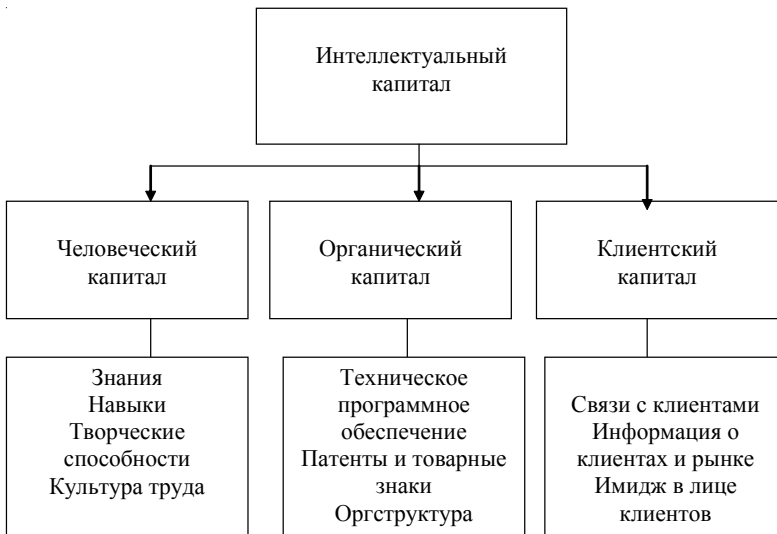 Интеллектуальный
капитал
Человеческий
капитал
Органический
капитал
Клиентский
капитал
Знания
Навыки
Творческие
способности
Культура труда
Техническое
программное
обеспечение
Патенты и товарные
знаки
Оргструктура
Связи с клиентами
Информация о
клиентах и рынке
Имидж в лице
клиентов